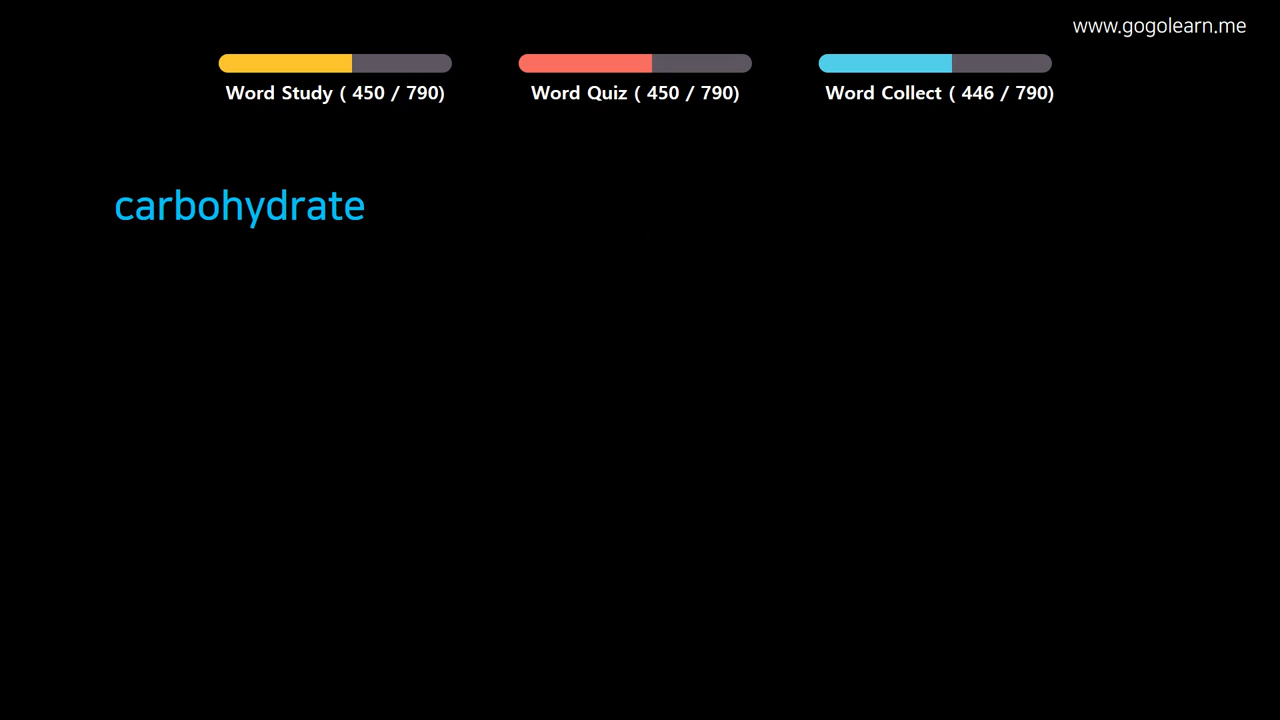 www.gogolearn.me
Word Study ( 450 / 790)
Word Quiz ( 450 / 790)
Word Collect ( 446 / 790)
carbohydrate